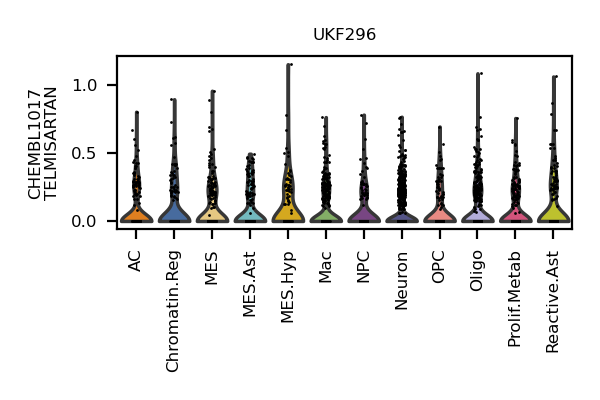 UKF296
CHEMBL1017
TELMISARTAN
1.0
0.5
0.0
AC
Chromatin.Reg
MES
MES.Ast
MES.Hyp
Mac
NPC
Neuron
OPC
Oligo
Prolif.Metab
Reactive.Ast